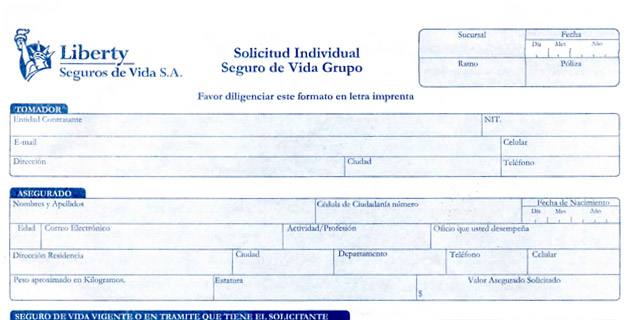 Liberty
Seguros de Vida S.A.
Solicitud Individual
Seguro de Vida Grupo
Sucursal Fecha
Día Mes Año
Ramo Póliza
Favor diligenciar este formato en letra imprenta
TOMADOR
Entidad Contratante NIT.
E-mail Celular
Dirección Ciudad Teléfono
ASEGURADO
Nombres y Apellidos Cédula de Ciudadanía número Fecha de Nacimiento
Día Mes Año
Edad Correo Electrónico Actividad/Profesión Oficio que usted desempeña
Dirección Residencia Ciudad Departamento Teléfono Celular
Peso aproximado en Kilogramos. Estatura Valor Asegurado Solicitado
$
SEGURO DE VIDA VIGENTE O EN TRAMITE QUE TIENE EL SOLICITANTE